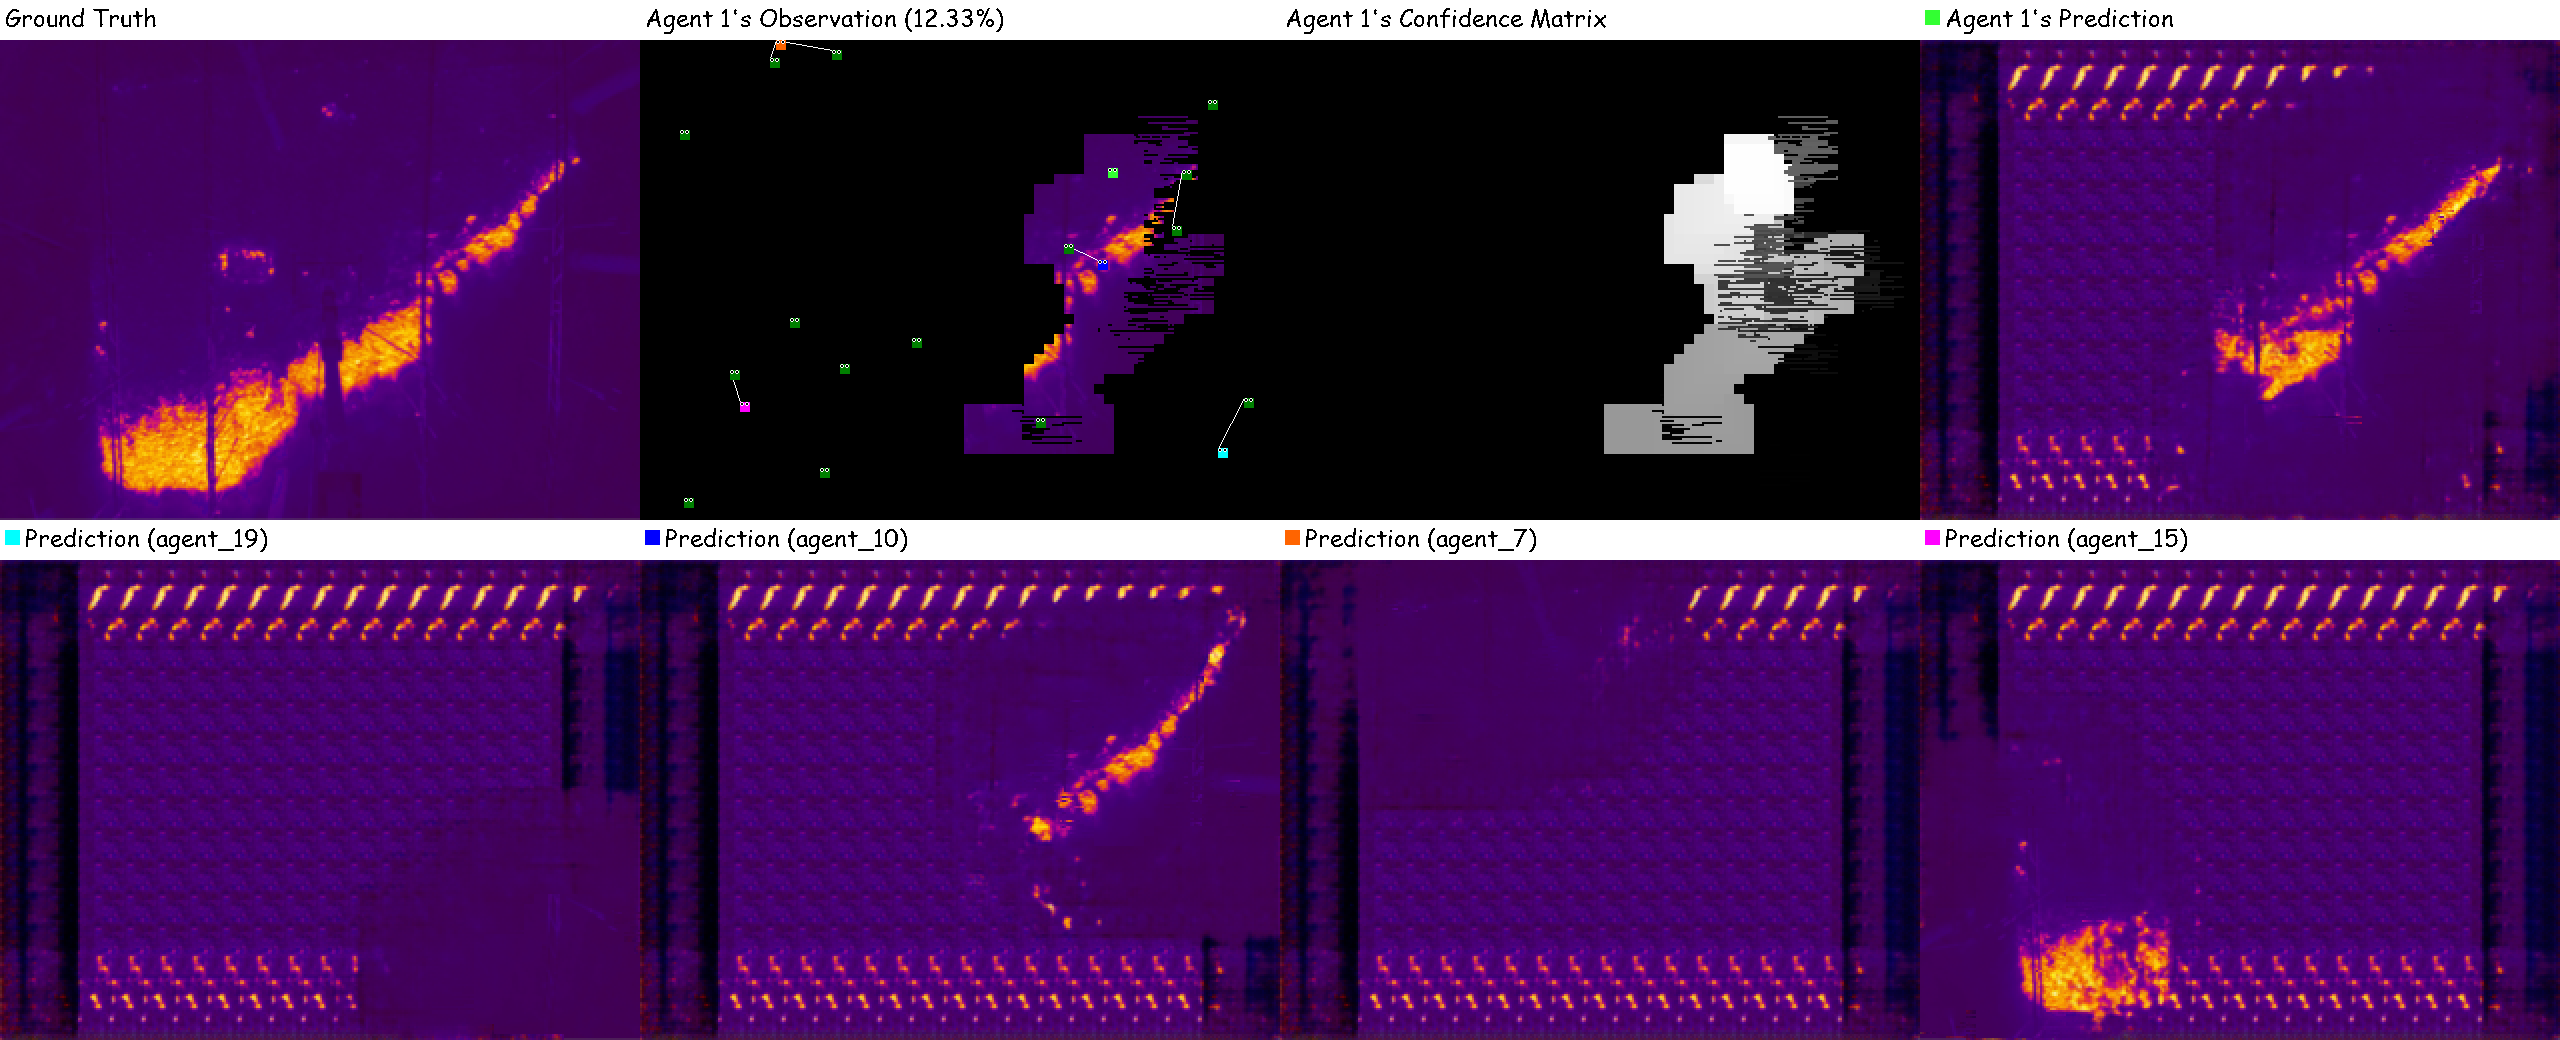 Ground Truth
Agent 1's Observation (12.33%)
Agent 1's Confidence Matrix
Agent 1's Prediction
Prediction (agent_19)
Prediction (agent_10)
Prediction (agent_7)
Prediction (agent_15)